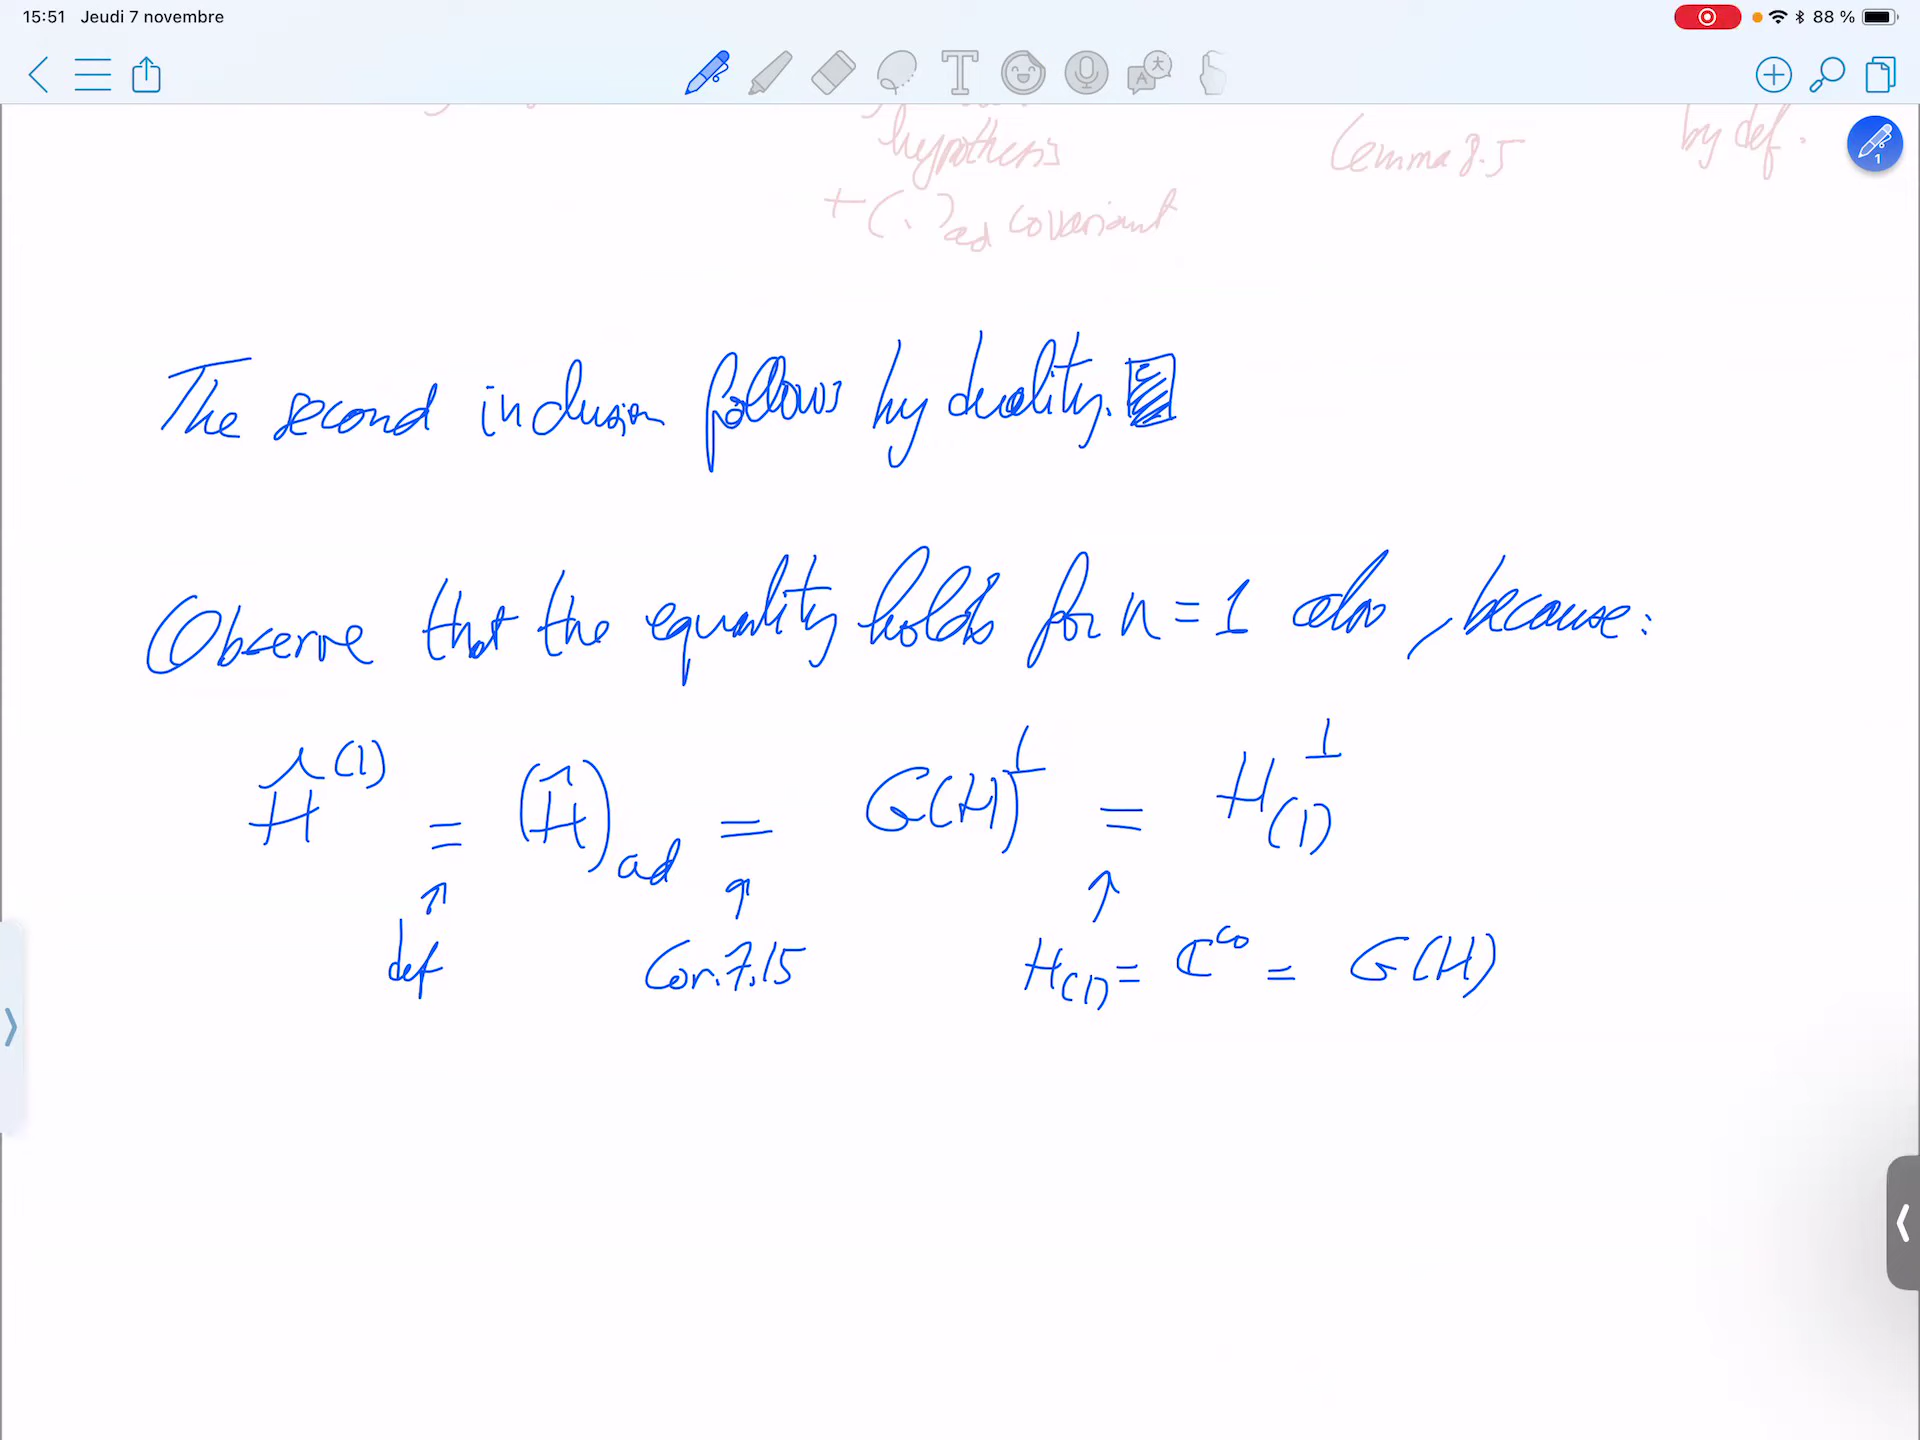 15:51 Jeudi 7 novembre 88 %
hypothesis Lemma 8.5 by def.
+ (.)ad covariant
1
The second inclusion follows by duality.
Observe that the equality holds for n = 1 also, because:
Ĥ^(1) = (Ĥ)_ad = G(H)^⊥ = H_(1)^⊥
↑ ↑ ↑
def Cor. 7.15 H_(1) = ℂ^co = G(H)